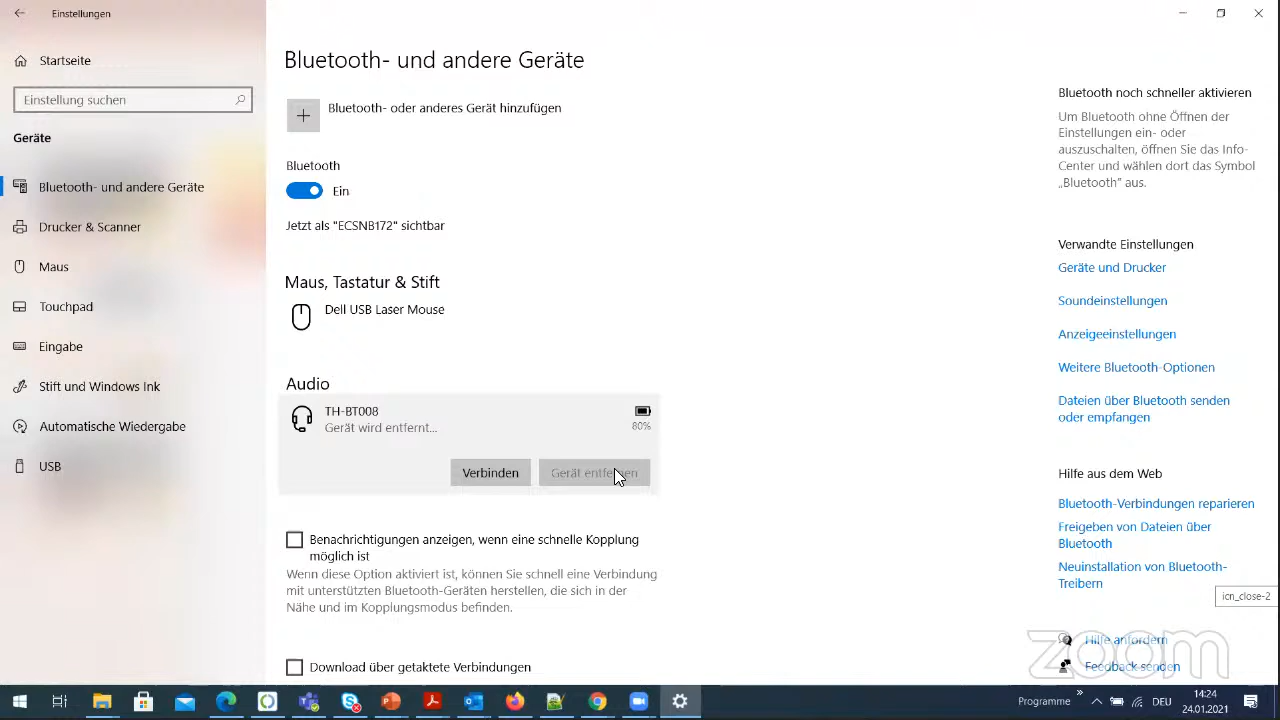 Einstellungen
Startseite
Einstellung suchen
Geräte
Bluetooth- und andere Geräte
Drucker & Scanner
Maus
Touchpad
Eingabe
Stift und Windows Ink
Automatische Wiedergabe
USB
Bluetooth- und andere Geräte
Bluetooth- oder anderes Gerät hinzufügen
Bluetooth
Ein
Jetzt als "ECSNB172" sichtbar
Maus, Tastatur & Stift
Dell USB Laser Mouse
Audio
TH-BT008
Gerät wird entfernt...
80%
Verbinden
Gerät entfernen
Benachrichtigungen anzeigen, wenn eine schnelle Kopplung
möglich ist
Wenn diese Option aktiviert ist, können Sie schnell eine Verbindung
mit unterstützten Bluetooth-Geräten herstellen, die sich in der
Nähe und im Kopplungsmodus befinden.
Download über getaktete Verbindungen
Bluetooth noch schneller aktivieren
Um Bluetooth ohne Öffnen der
Einstellungen ein- oder
auszuschalten, öffnen Sie das Info-
Center und wählen dort das Symbol
„Bluetooth" aus.
Verwandte Einstellungen
Geräte und Drucker
Soundeinstellungen
Anzeigeeinstellungen
Weitere Bluetooth-Optionen
Dateien über Bluetooth senden
oder empfangen
Hilfe aus dem Web
Bluetooth-Verbindungen reparieren
Freigeben von Dateien über
Bluetooth
Neuinstallation von Bluetooth-
Treibern
icn_close-2
Hilfe anfordern
Feedback senden
zoom
Programme
DEU
14:24
24.01.2021